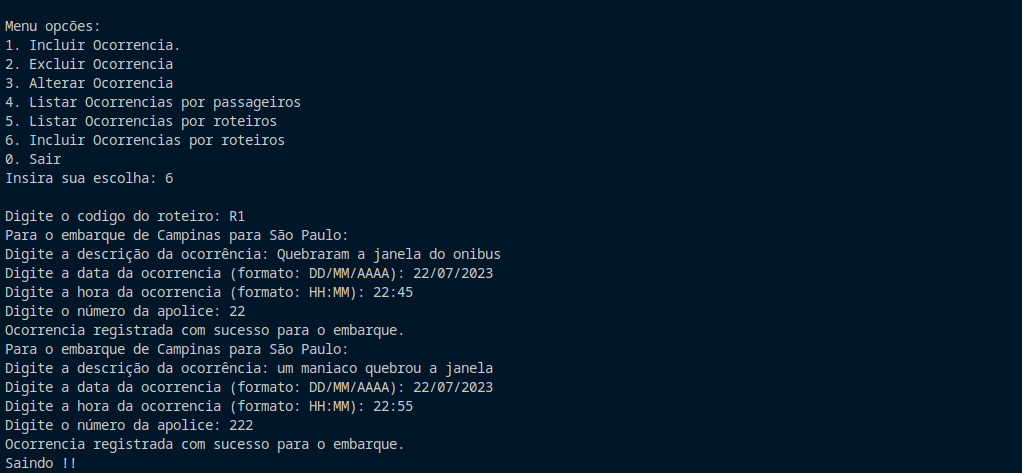 Menu opcões:
1. Incluir Ocorrencia.
2. Excluir Ocorrencia
3. Alterar Ocorrencia
4. Listar Ocorrencias por passageiros
5. Listar Ocorrencias por roteiros
6. Incluir Ocorrencias por roteiros
0. Sair
Insira sua escolha: 6
Digite o codigo do roteiro: R1
Para o embarque de Campinas para São Paulo:
Digite a descrição da ocorrência: Quebraram a janela do onibus
Digite a data da ocorrencia (formato: DD/MM/AAAA): 22/07/2023
Digite a hora da ocorrencia (formato: HH:MM): 22:45
Digite o número da apolice: 22
Ocorrencia registrada com sucesso para o embarque.
Para o embarque de Campinas para São Paulo:
Digite a descrição da ocorrência: um maniaco quebrou a janela
Digite a data da ocorrencia (formato: DD/MM/AAAA): 22/07/2023
Digite a hora da ocorrencia (formato: HH:MM): 22:55
Digite o número da apolice: 222
Ocorrencia registrada com sucesso para o embarque.
Saindo !!